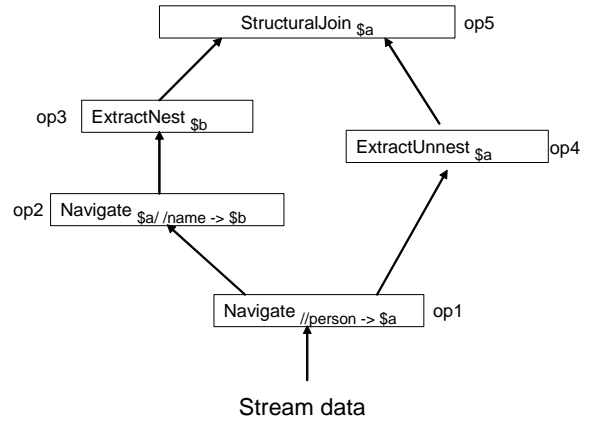 StructuralJoin $a op5
op3 ExtractNest $b
ExtractUnnest $a op4
op2 Navigate $a/ /name -> $b
Navigate //person -> $a op1
Stream data